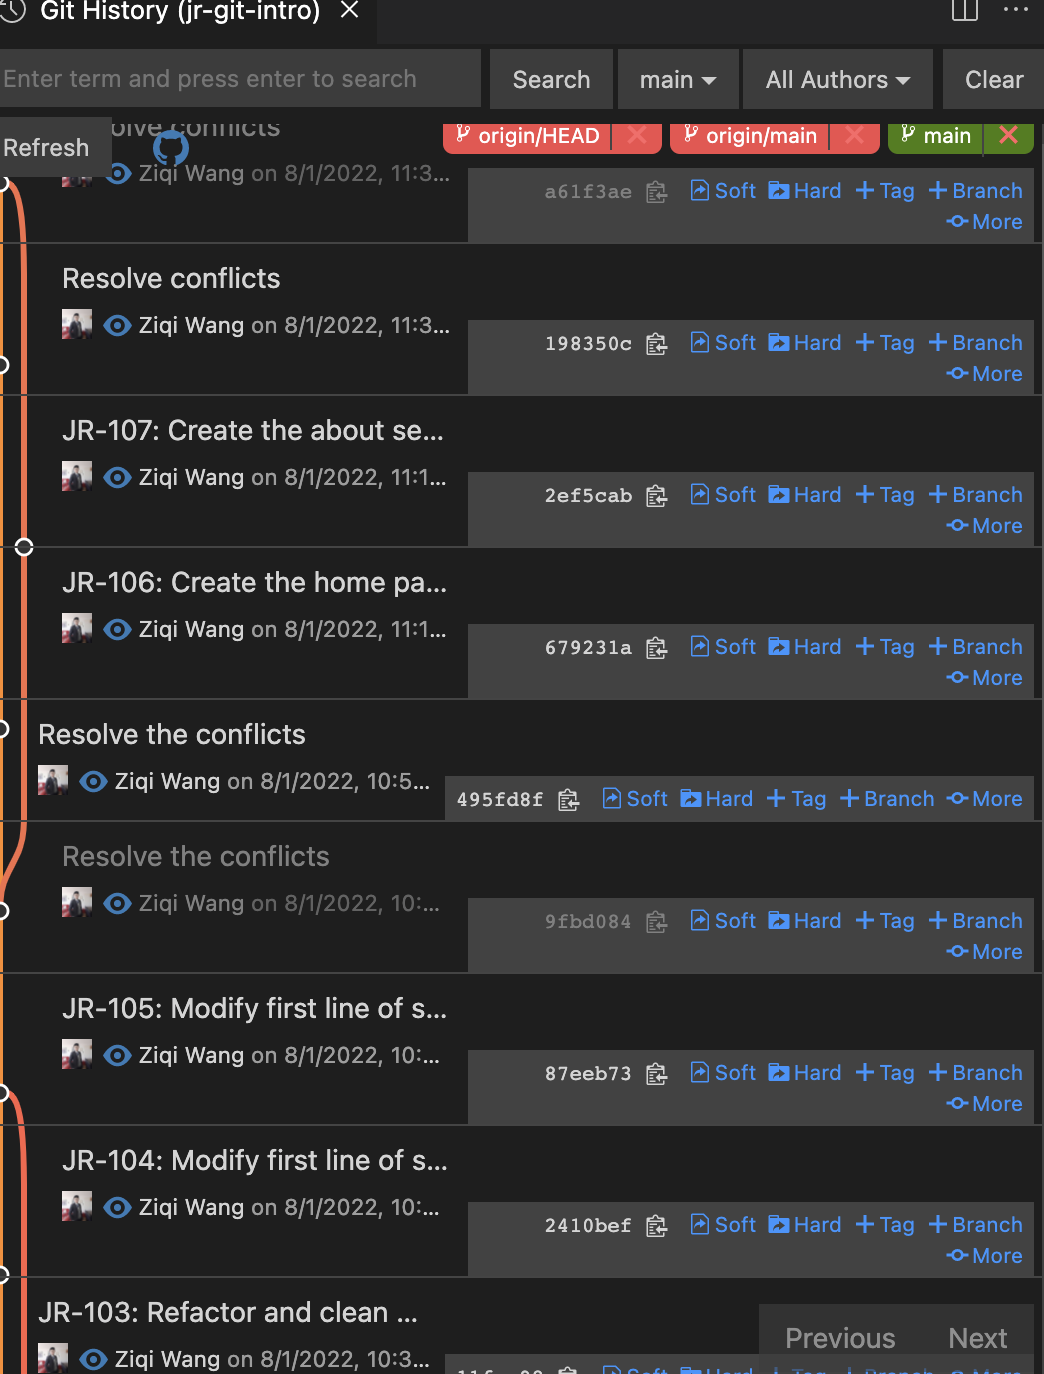 Git History (jr-git-intro)
Enter term and press enter to search Search main All Authors Clear
Refresh
olve conflicts origin/HEAD origin/main main
Ziqi Wang on 8/1/2022, 11:3...
a61f3ae Soft Hard Tag Branch
More
Resolve conflicts
Ziqi Wang on 8/1/2022, 11:3...
198350c Soft Hard Tag Branch
More
JR-107: Create the about se...
Ziqi Wang on 8/1/2022, 11:1...
2ef5cab Soft Hard Tag Branch
More
JR-106: Create the home pa...
Ziqi Wang on 8/1/2022, 11:1...
679231a Soft Hard Tag Branch
More
Resolve the conflicts
Ziqi Wang on 8/1/2022, 10:5...
495fd8f Soft Hard Tag Branch More
Resolve the conflicts
Ziqi Wang on 8/1/2022, 10:...
9fbd084 Soft Hard Tag Branch
More
JR-105: Modify first line of s...
Ziqi Wang on 8/1/2022, 10:...
87eeb73 Soft Hard Tag Branch
More
JR-104: Modify first line of s...
Ziqi Wang on 8/1/2022, 10:...
2410bef Soft Hard Tag Branch
More
JR-103: Refactor and clean ...
Ziqi Wang on 8/1/2022, 10:3...
Previous Next
Soft Hard Tag Branch More